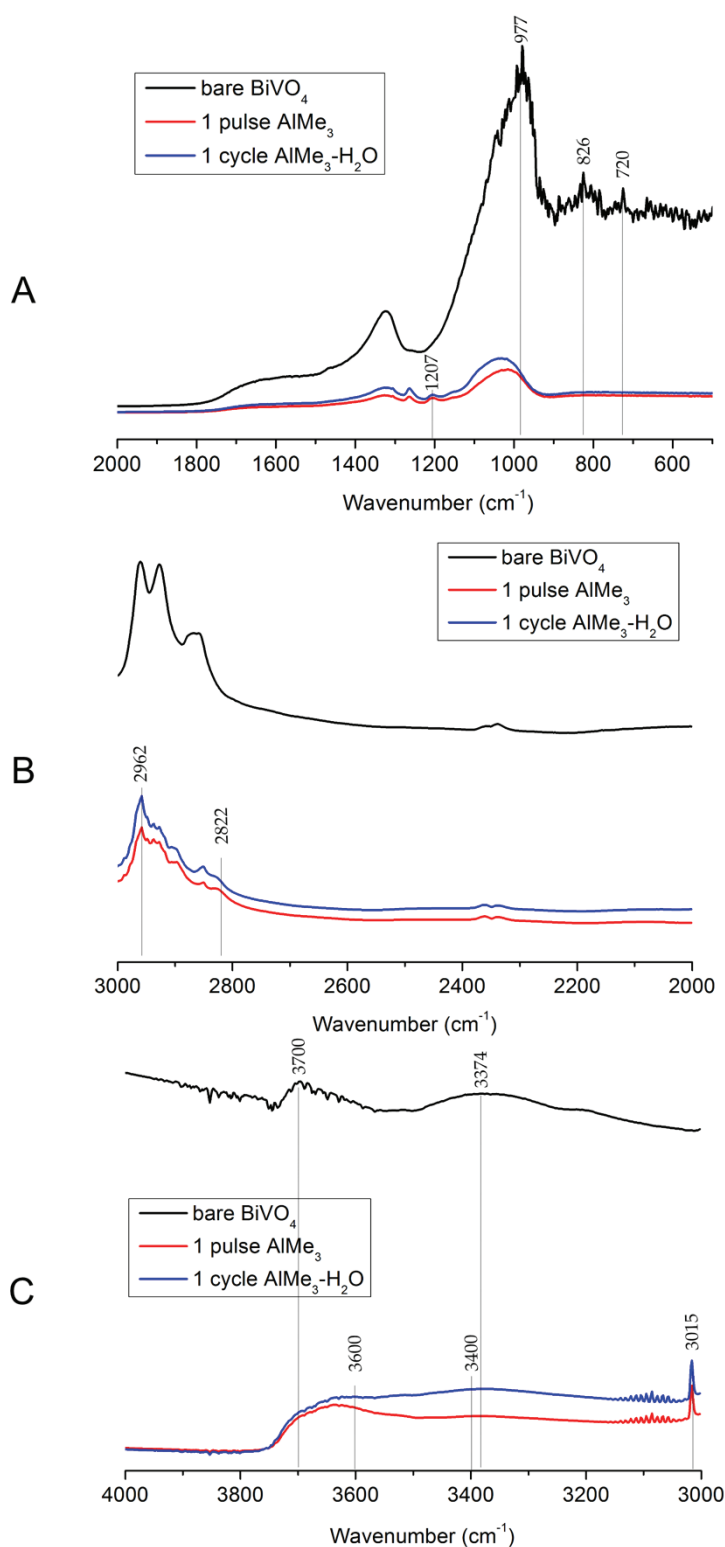 977
bare BiVO₄
1 pulse AlMe₃
1 cycle AlMe₃-H₂O
826
720
A
1207
2000 1800 1600 1400 1200 1000 800 600
Wavenumber (cm⁻¹)
bare BiVO₄
1 pulse AlMe₃
1 cycle AlMe₃-H₂O
B
2962
2822
3000 2800 2600 2400 2200 2000
Wavenumber (cm⁻¹)
3700
3374
bare BiVO₄
1 pulse AlMe₃
1 cycle AlMe₃-H₂O
C
3600
3400
3015
4000 3800 3600 3400 3200 3000
Wavenumber (cm⁻¹)